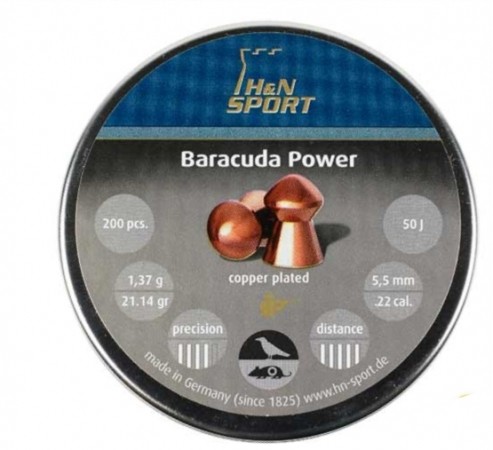 H&N
SPORT
Baracuda Power
200 pcs.
50 J
copper plated
1,37 g
21.14 gr
5,5 mm
.22 cal.
precision
distance
made in Germany (since 1825) www.hn-sport.de